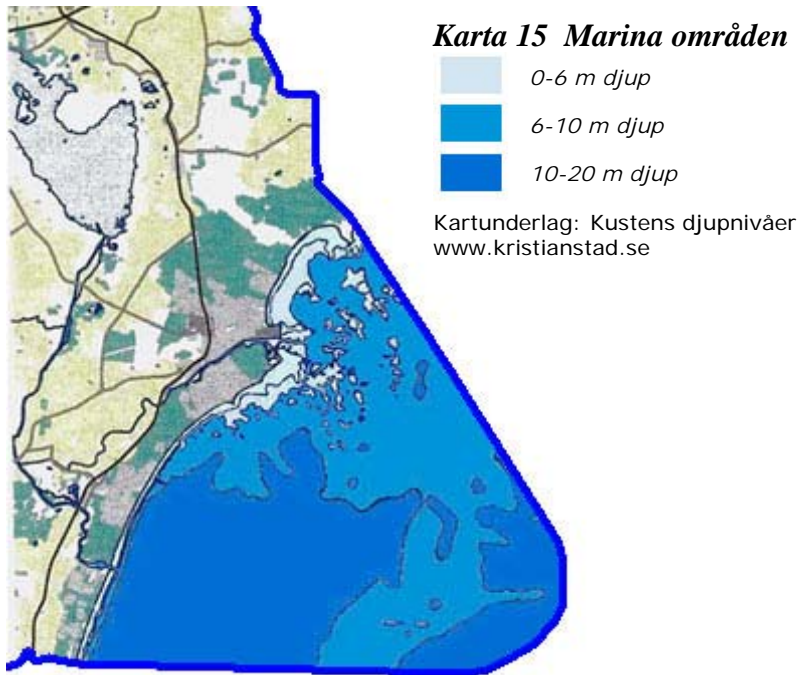 Karta 15 Marina områden
0-6 m djup
6-10 m djup
10-20 m djup
Kartunderlag: Kustens djupnivåer
www.kristianstad.se